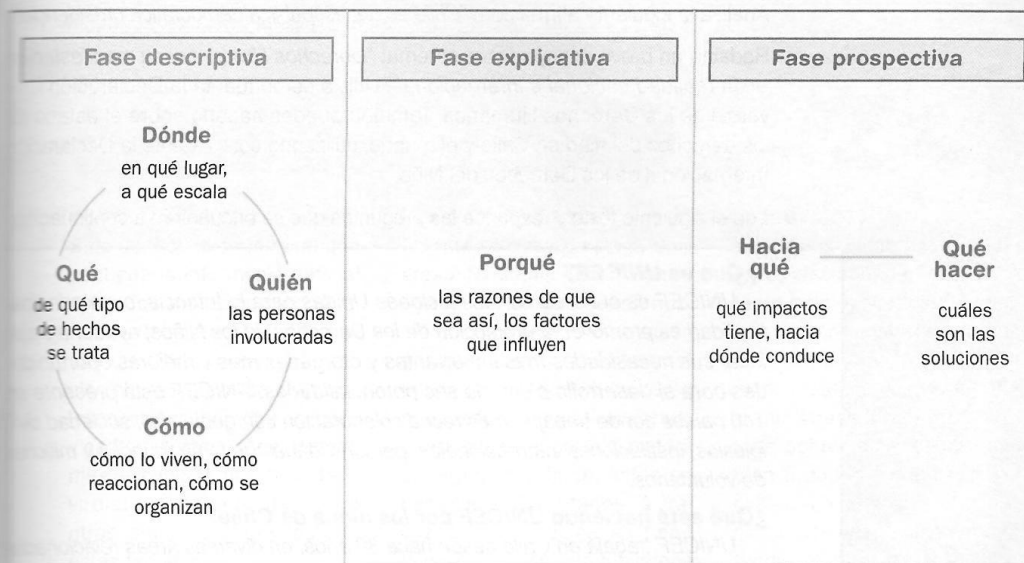 Fase descriptiva
Dónde
en qué lugar,
a qué escala
Qué
de qué tipo
de hechos
se trata
Quién
las personas
involucradas
Cómo
cómo lo viven, cómo
reaccionan, cómo se
organizan
Fase explicativa
Porqué
las razones de que
sea así, los factores
que influyen
Fase prospectiva
Hacia
qué
qué impactos
tiene, hacia
dónde conduce
Qué
hacer
cuáles
son las
soluciones